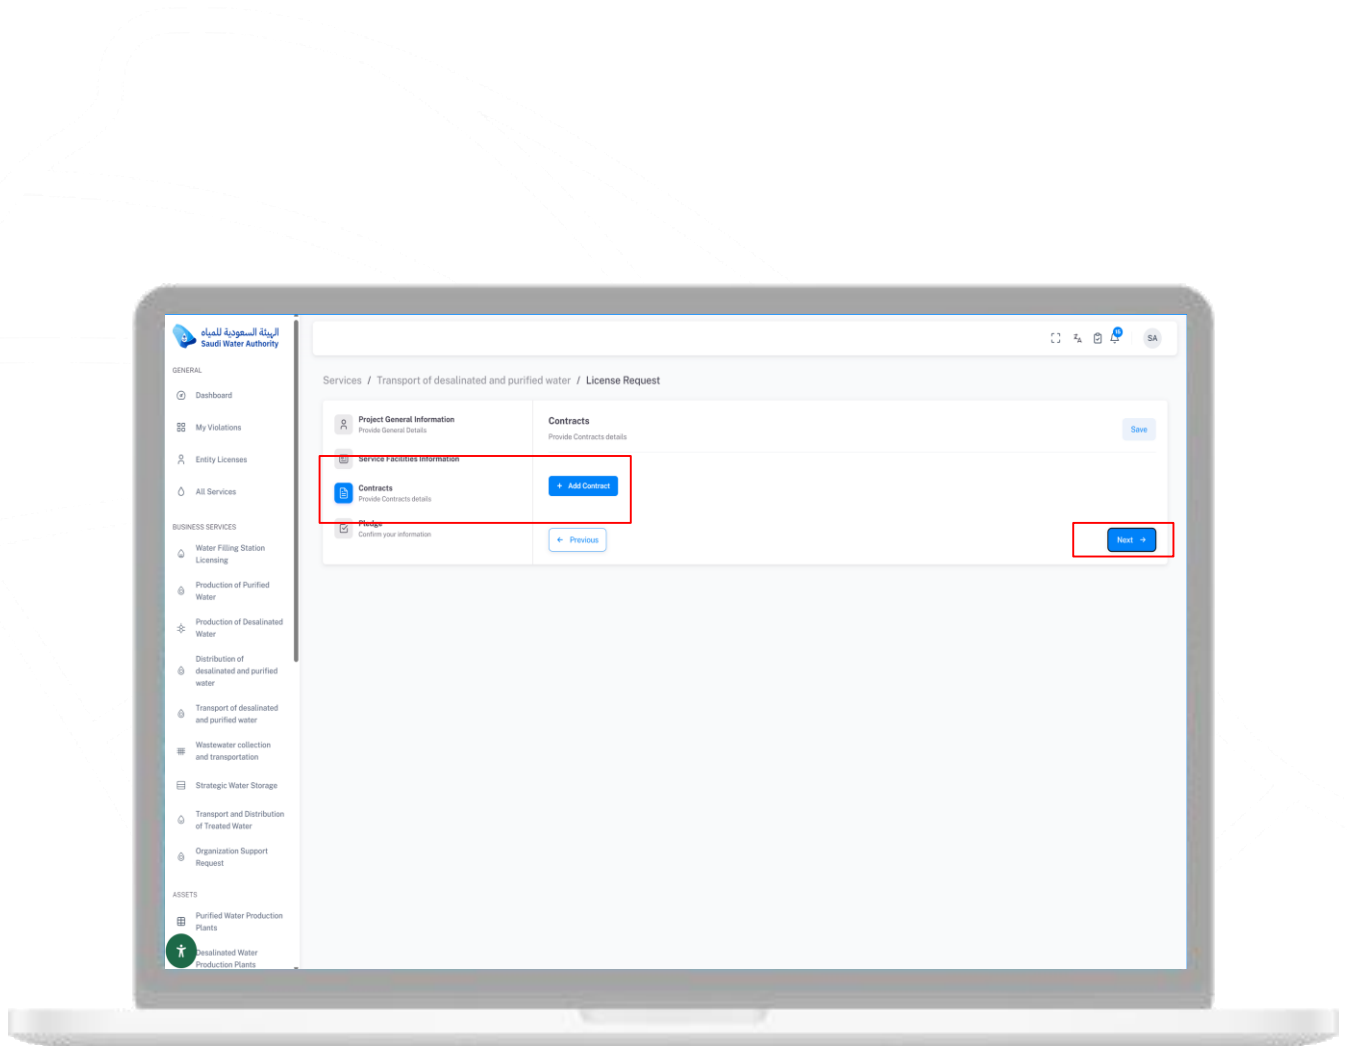 الهيئة السعودية للمياه
Saudi Water Authority
GENERAL
Dashboard
My Violations
Entity Licenses
All Services
BUSINESS SERVICES
Water Filling Station
Licensing
Production of Purified
Water
Production of Desalinated
Water
Distribution of
desalinated and purified
water
Transport of desalinated
and purified water
Wastewater collection
and transportation
Strategic Water Storage
Transport and Distribution
of Treated Water
Organization Support
Request
ASSETS
Purified Water Production
Plants
Desalinated Water
Production Plants
SA
Services / Transport of desalinated and purified water / License Request
Project General Information
Provide General Details
Service Facilities Information
Contracts
Provide Contracts details
Pledge
Confirm your information
Contracts
Provide Contracts details
Save
+ Add Contract
← Previous
Next →